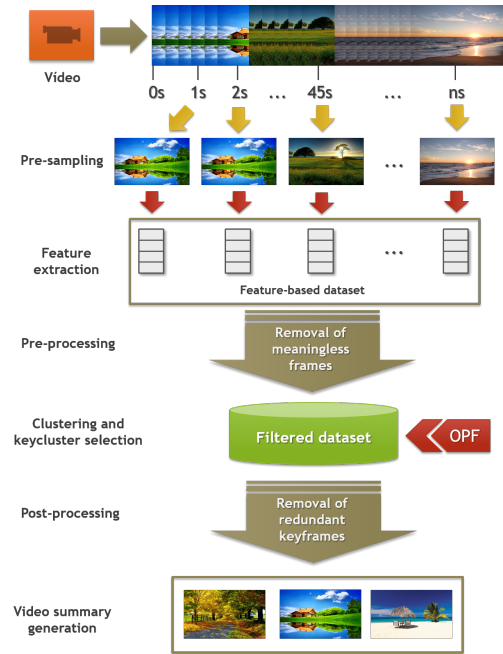 Vídeo
0s 1s 2s ... 45s ... ns
Pre-sampling
...
Feature
extraction
...
Feature-based dataset
Pre-processing
Removal of
meaningless
frames
Clustering and
keycluster selection
Filtered dataset
OPF
Post-processing
Removal of
redundant
keyframes
Video summary
generation